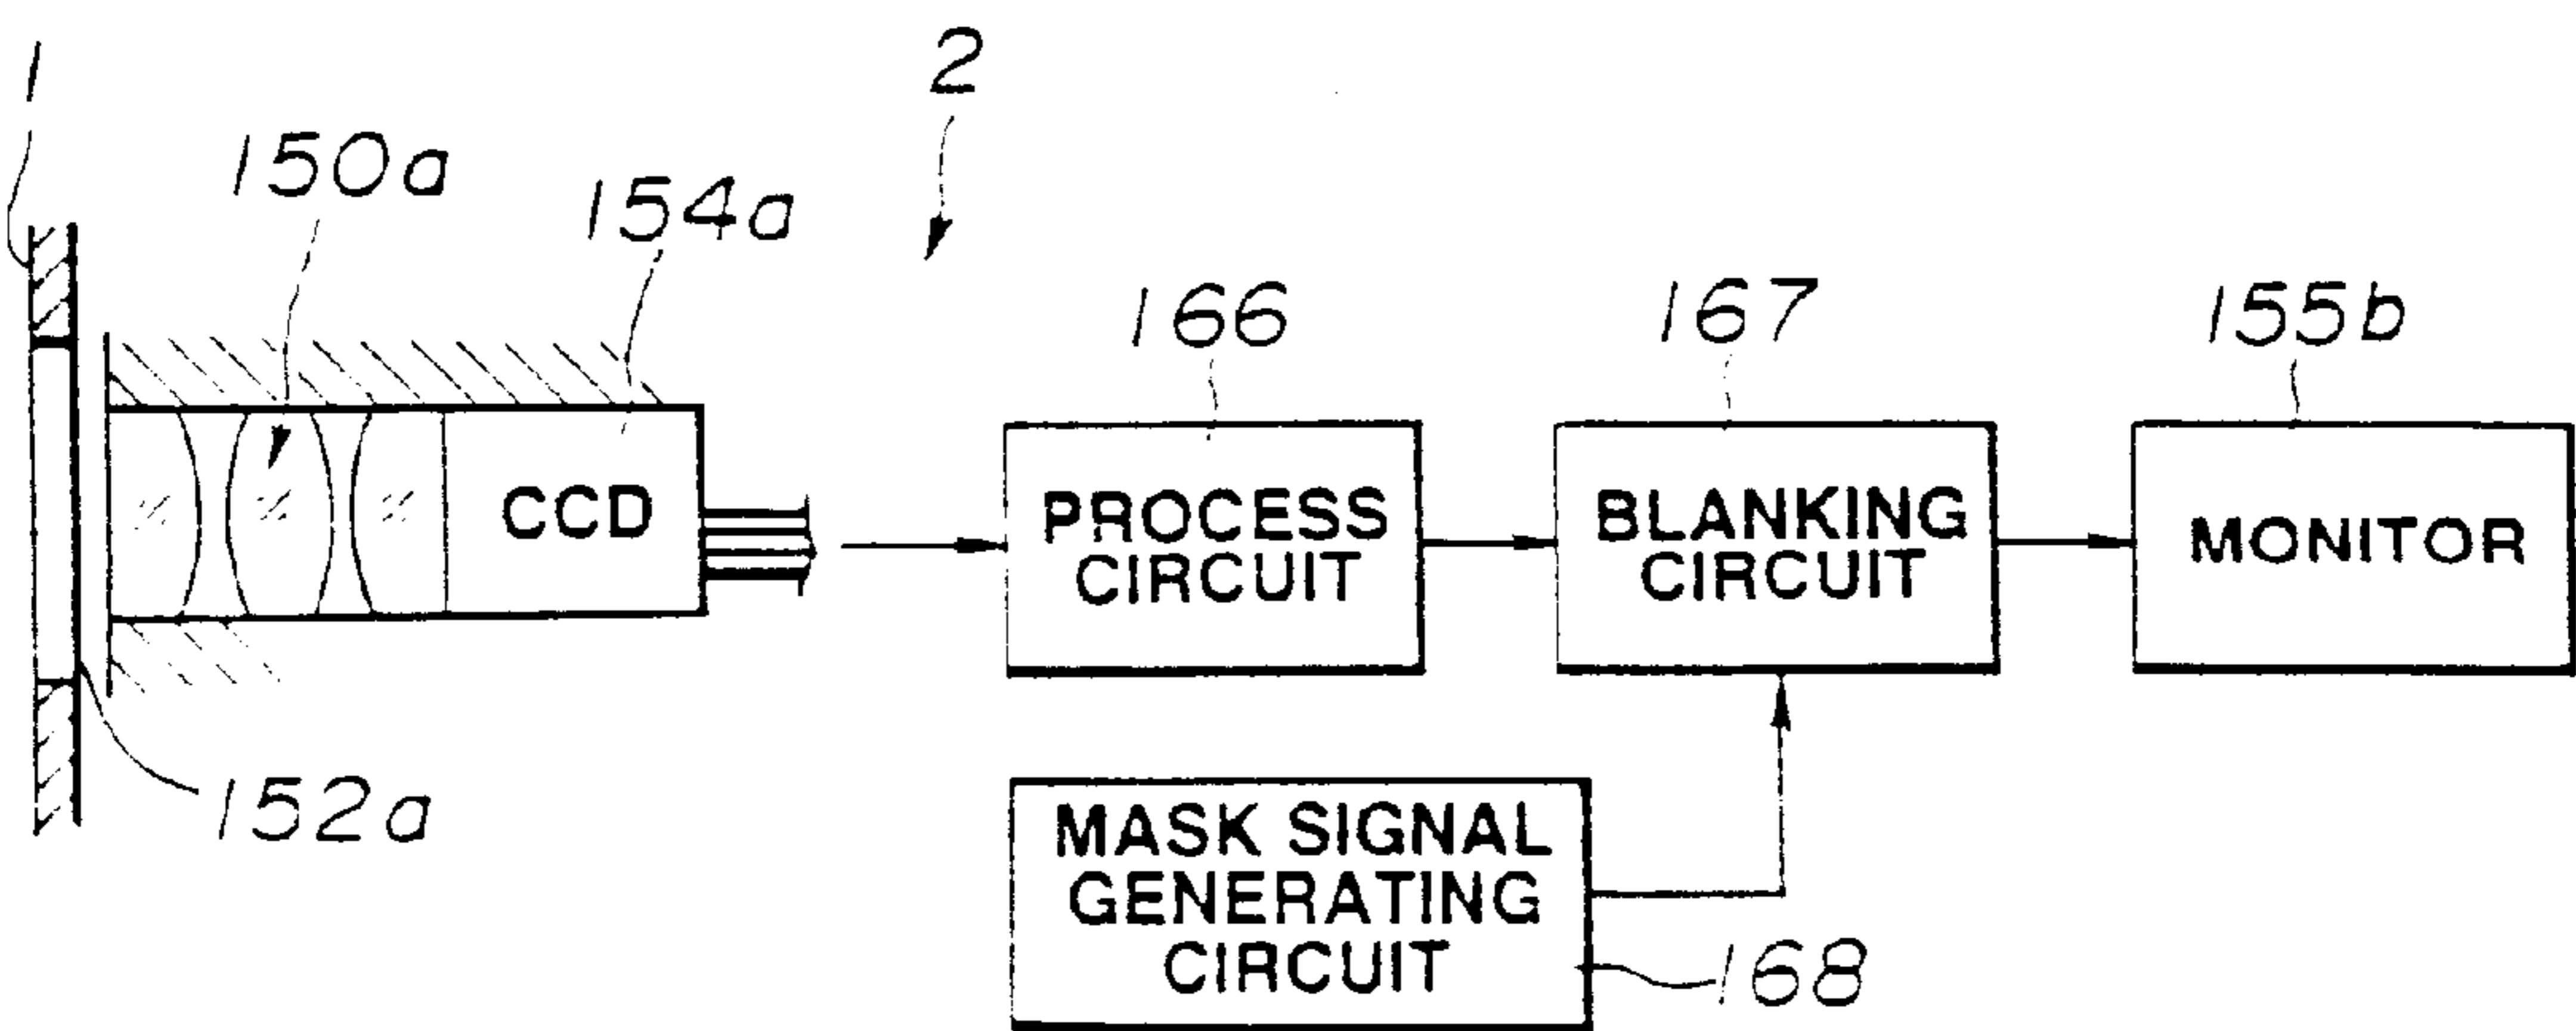 1
2
150a
154a
166
167
155b
CCD
PROCESS
CIRCUIT
BLANKING
CIRCUIT
MONITOR
152a
MASK SIGNAL
GENERATING
CIRCUIT
168